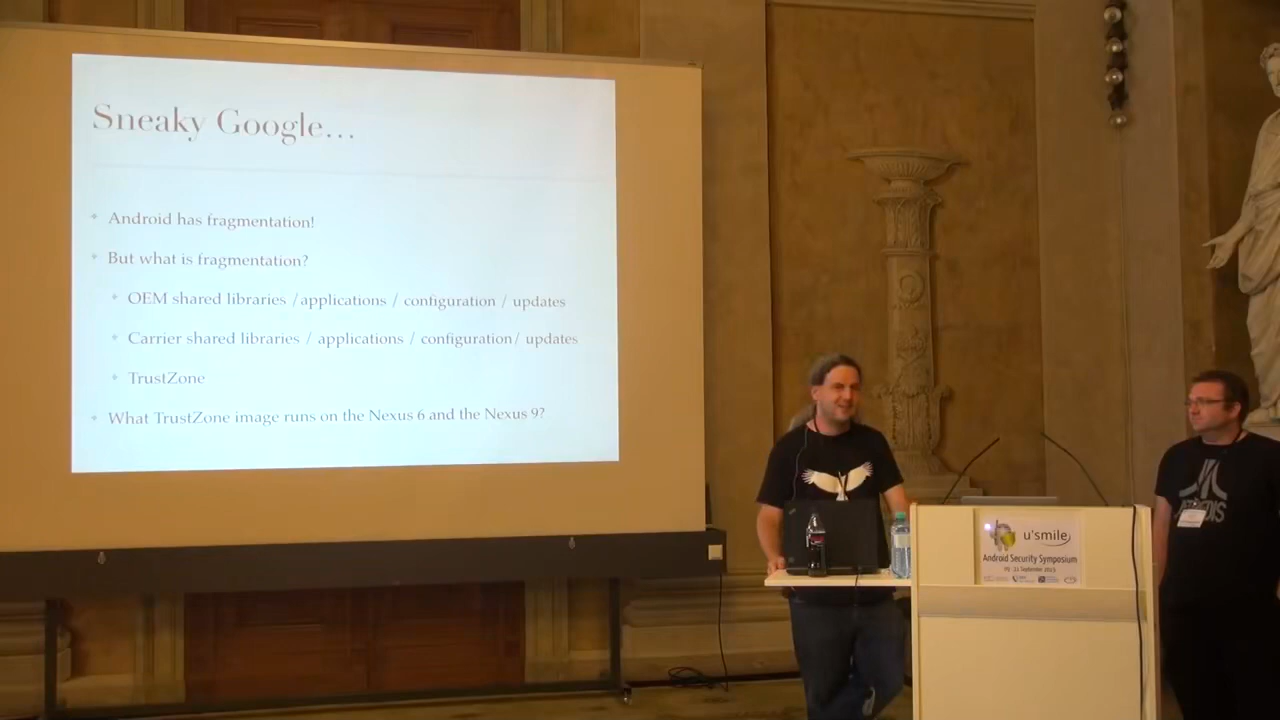 Sneaky Google...
Android has fragmentation!
But what is fragmentation?
OEM shared libraries /applications / configuration / updates
Carrier shared libraries / applications / configuration/ updates
TrustZone
What TrustZone image runs on the Nexus 6 and the Nexus 9?
u'smile
Android Security Symposium
September 2015